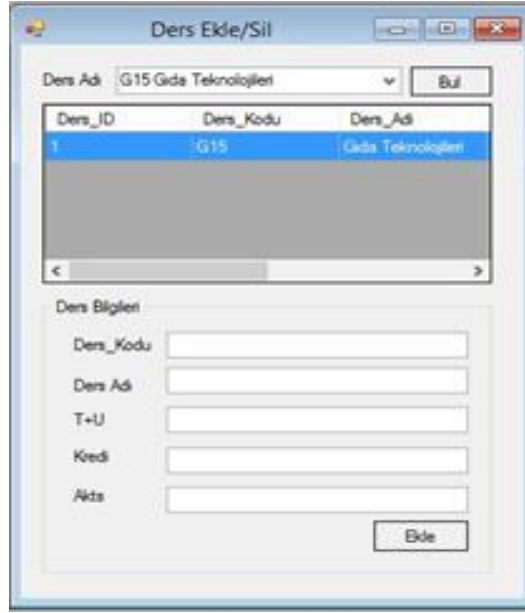 Ders Ekle/Sil
Ders Adı G15 Gıda Teknolojileri Bul
Ders_ID Ders_Kodu Ders_Adi
1 G15 Gıda Teknolojileri
Ders Bilgileri
Ders_Kodu
Ders Adı
T+U
Kredi
Akts
Ekle